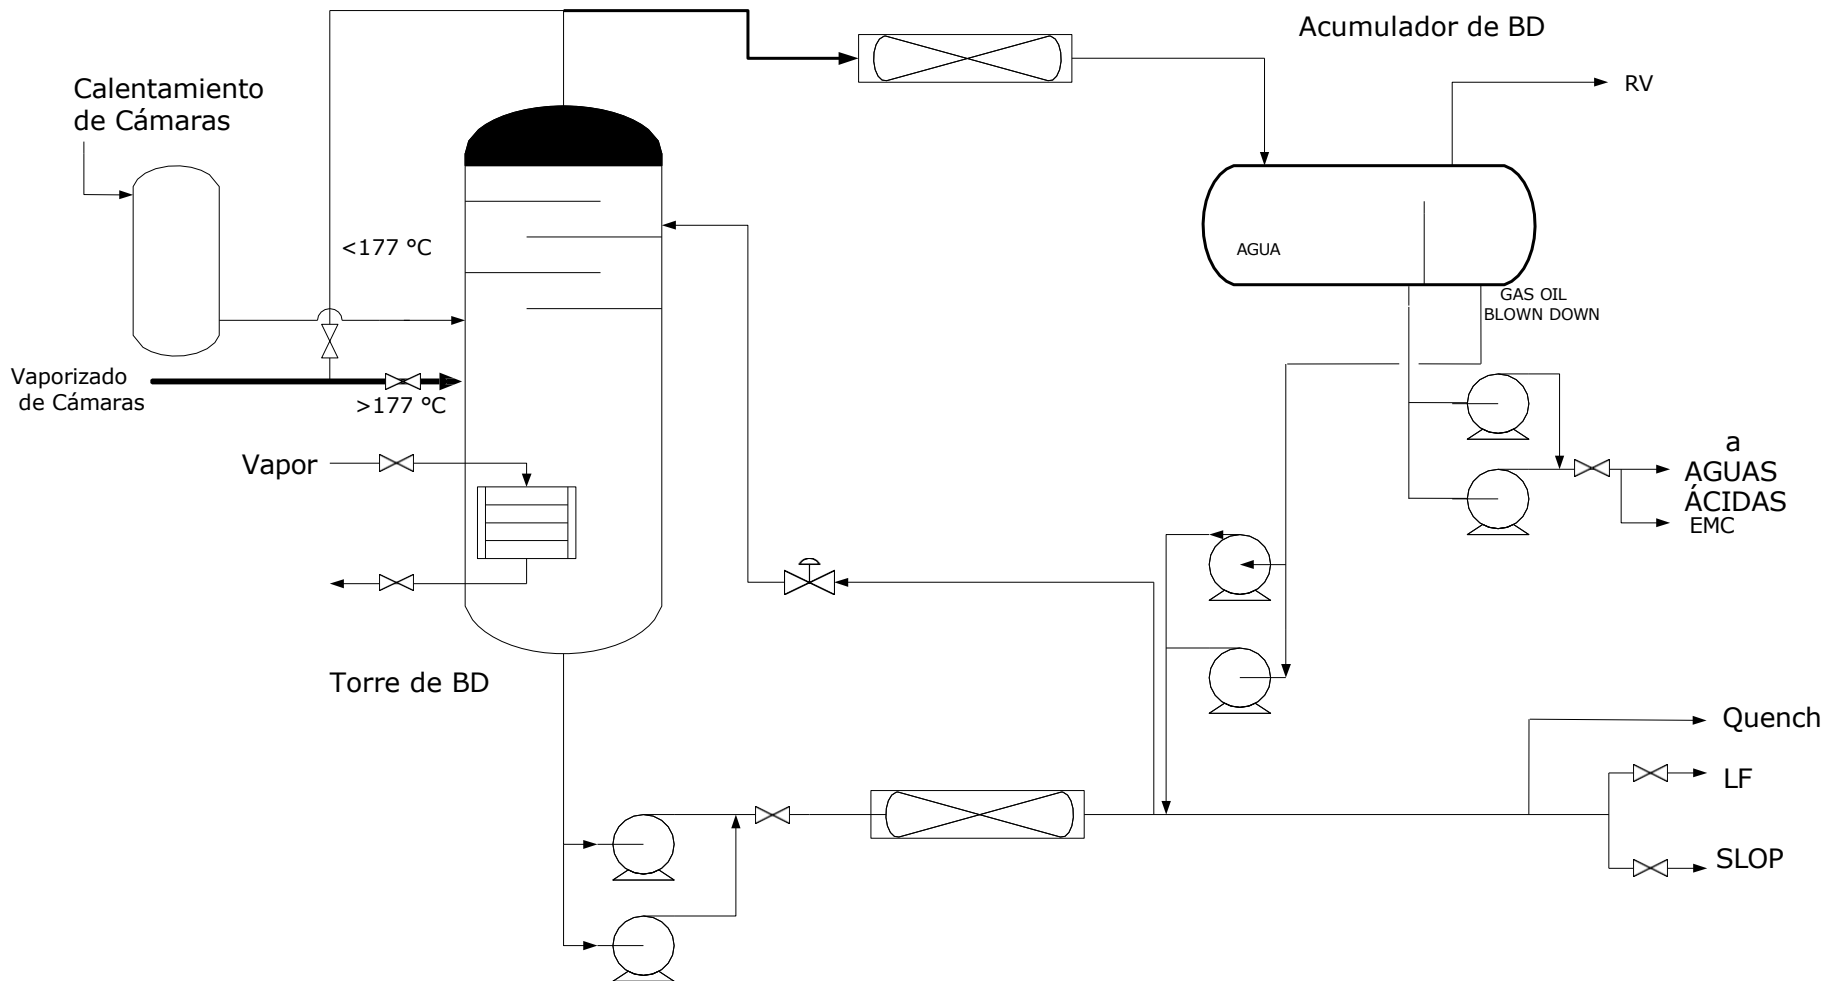 Acumulador de BD
Calentamiento
de Cámaras
RV
<177 °C
AGUA
GAS OIL
BLOWN DOWN
Vaporizado
de Cámaras
>177 °C
Vapor
a
AGUAS
ÁCIDAS
EMC
Torre de BD
Quench
LF
SLOP